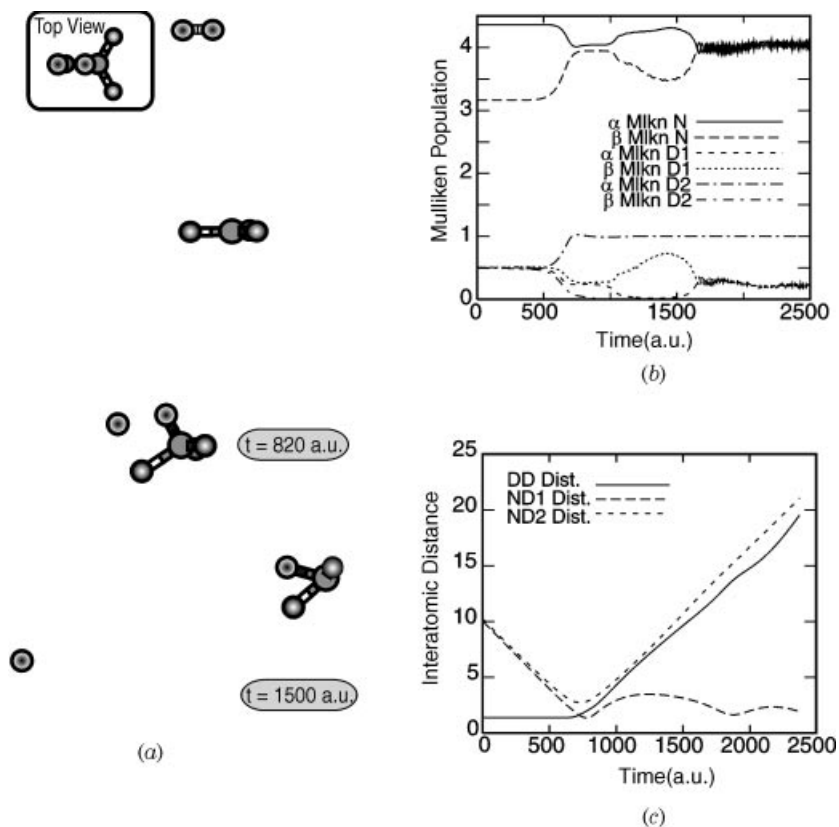 Top View
t = 820 a.u.
t = 1500 a.u.
(a)
Mulliken Population
4
3
2
1
0
α Mlkn N
β Mlkn N
α Mlkn D1
β Mlkn D1
α Mlkn D2
β Mlkn D2
0 500 1000 1500 2000 2500
Time(a.u.)
(b)
Interatomic Distance
25
20
15
10
5
0
DD Dist.
ND1 Dist.
ND2 Dist.
0 500 1000 1500 2000 2500
Time(a.u.)
(c)